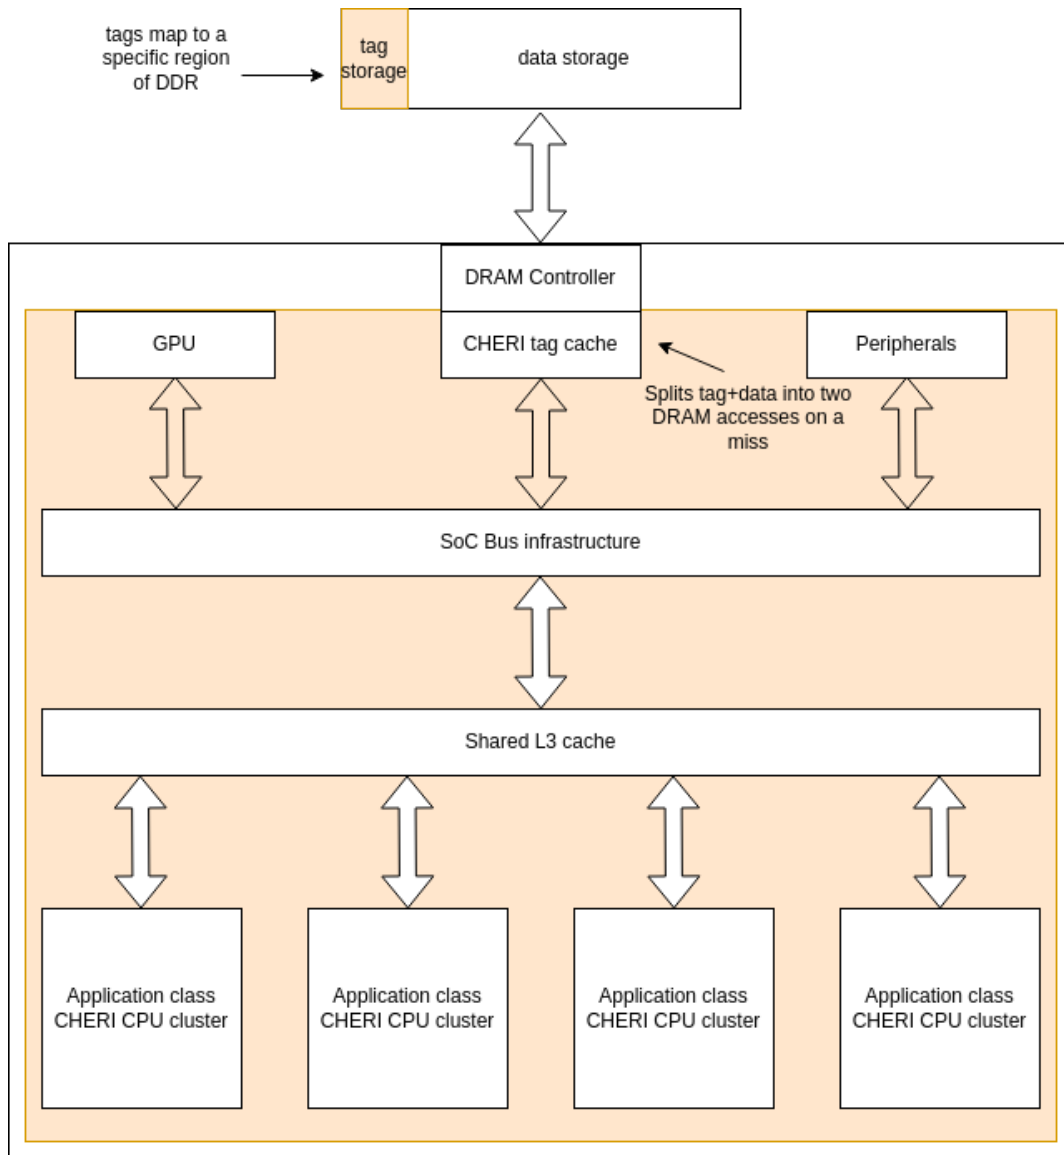 tags map to a
specific region
of DDR
tag
storage
data storage
DRAM Controller
GPU
CHERI tag cache
Peripherals
Splits tag+data into two
DRAM accesses on a
miss
SoC Bus infrastructure
Shared L3 cache
Application class
CHERI CPU cluster
Application class
CHERI CPU cluster
Application class
CHERI CPU cluster
Application class
CHERI CPU cluster